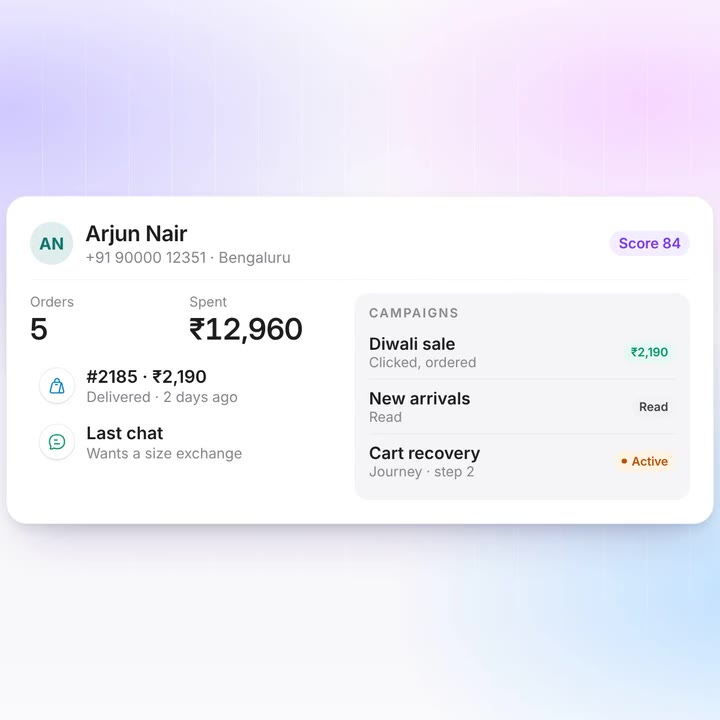 AN
Arjun Nair
+91 90000 12351 · Bengaluru
Score 84
Orders
5
Spent
₹12,960
#2185 · ₹2,190
Delivered · 2 days ago
Last chat
Wants a size exchange
CAMPAIGNS
Diwali sale
Clicked, ordered
₹2,190
New arrivals
Read
Read
Cart recovery
Journey · step 2
Active